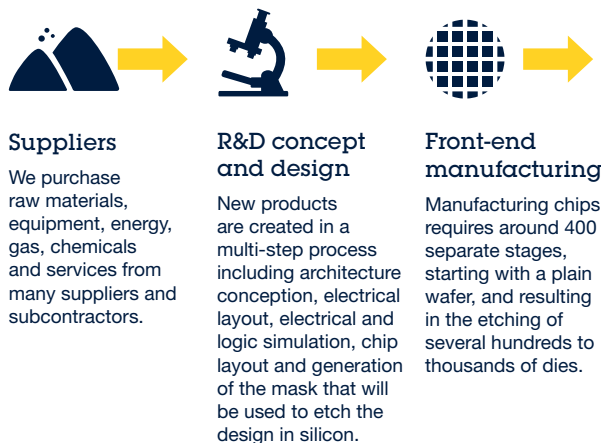 Suppliers
We purchase
raw materials,
equipment, energy,
gas, chemicals
and services from
many suppliers and
subcontractors.
R&D concept
and design
New products
are created in a
multi-step process
including architecture
conception, electrical
layout, electrical and
logic simulation, chip
layout and generation
of the mask that will
be used to etch the
design in silicon.
Front-end
manufacturing
Manufacturing chips
requires around 400
separate stages,
starting with a plain
wafer, and resulting
in the etching of
several hundreds to
thousands of dies.